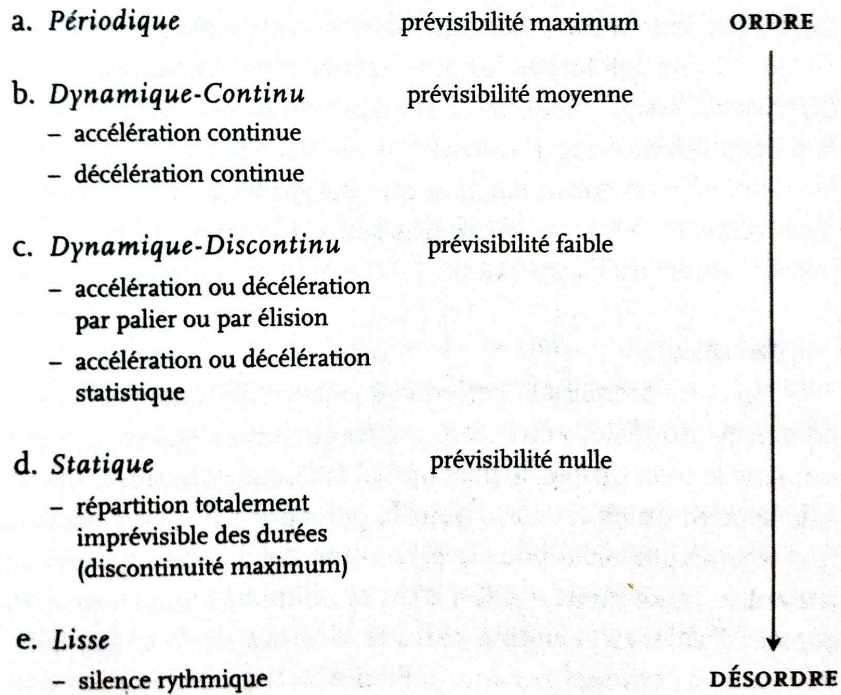 a. Périodique prévisibilité maximum ORDRE
b. Dynamique-Continu prévisibilité moyenne
– accélération continue
– décélération continue
c. Dynamique-Discontinu prévisibilité faible
– accélération ou décélération
par palier ou par élision
– accélération ou décélération
statistique
d. Statique prévisibilité nulle
– répartition totalement
imprévisible des durées
(discontinuité maximum)
e. Lisse
– silence rythmique DÉSORDRE